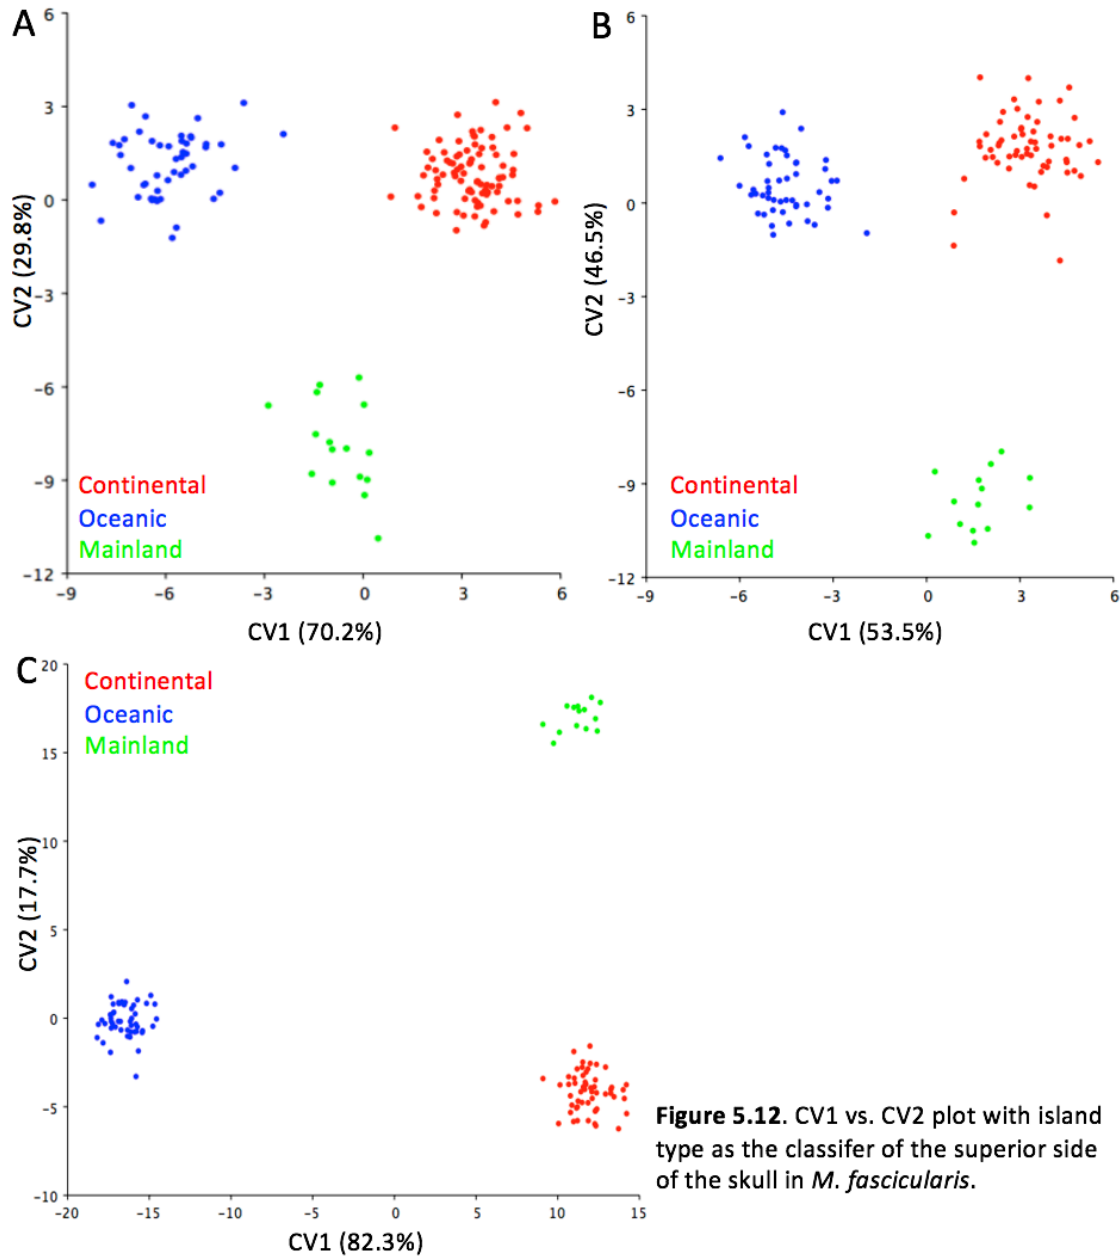 A
6
3
0
−3
−6
−9
−12
−9
−6
−3
0
3
6
CV2 (29.8%)
CV1 (70.2%)
Continental
Oceanic
Mainland
B
6
3
0
−3
−6
−9
−12
−9
−6
−3
0
3
6
CV2 (46.5%)
CV1 (53.5%)
Continental
Oceanic
Mainland
C
20
15
10
5
0
−5
−10
−20
−15
−10
−5
0
5
10
15
CV2 (17.7%)
CV1 (82.3%)
Continental
Oceanic
Mainland
Figure 5.12. CV1 vs. CV2 plot with island
type as the classifer of the superior side
of the skull in M. fascicularis.